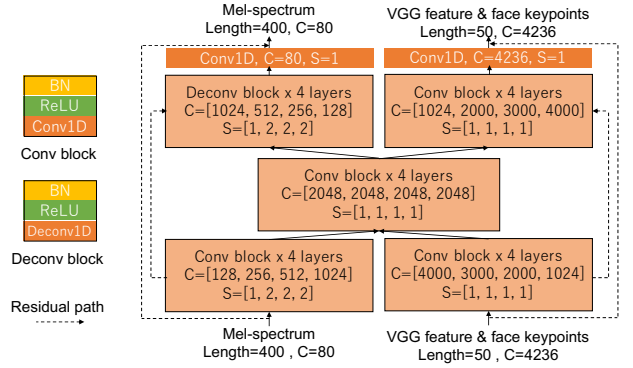 Mel-spectrum
Length=400, C=80
VGG feature & face keypoints
Length=50, C=4236
Conv1D, C=80, S=1
Conv1D, C=4236, S=1
BN
ReLU
Conv1D
Conv block
Deconv block x 4 layers
C=[1024, 512, 256, 128]
S=[1, 2, 2, 2]
Conv block x 4 layers
C=[1024, 2000, 3000, 4000]
S=[1, 1, 1, 1]
Conv block x 4 layers
C=[2048, 2048, 2048, 2048]
S=[1, 1, 1, 1]
BN
ReLU
Deconv1D
Deconv block
Conv block x 4 layers
C=[128, 256, 512, 1024]
S=[1, 2, 2, 2]
Conv block x 4 layers
C=[4000, 3000, 2000, 1024]
S=[1, 1, 1, 1]
Residual path
Mel-spectrum
Length=400 , C=80
VGG feature & face keypoints
Length=50 , C=4236